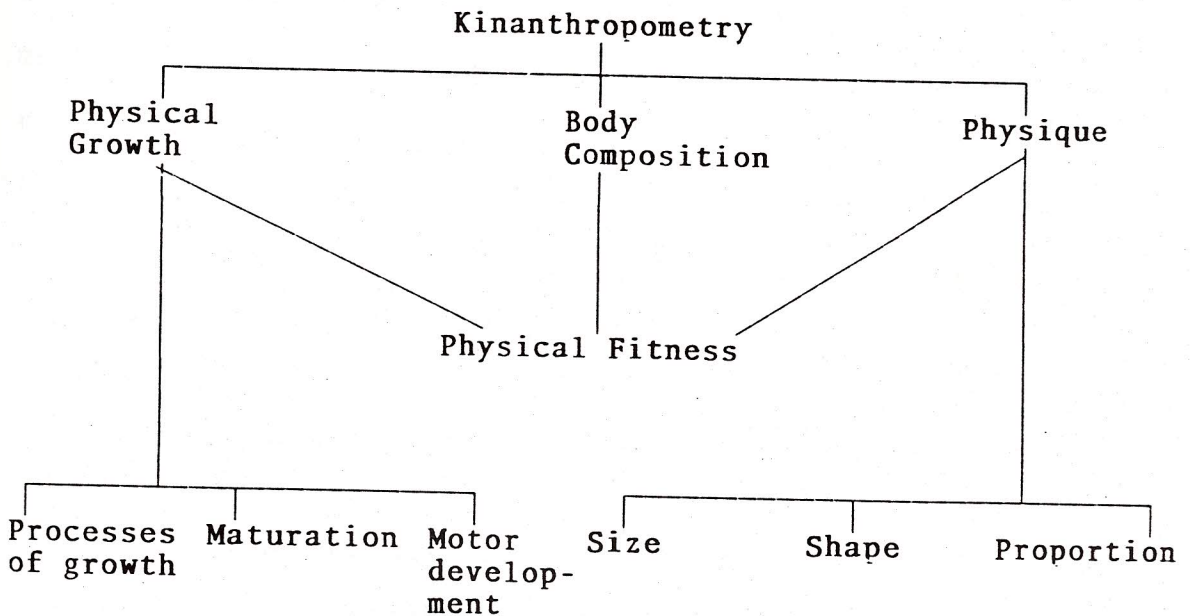 Kinanthropometry
Physical
Growth
Body
Composition
Physique
Physical Fitness
Processes
of growth
Maturation
Motor
develop-
ment
Size
Shape
Proportion